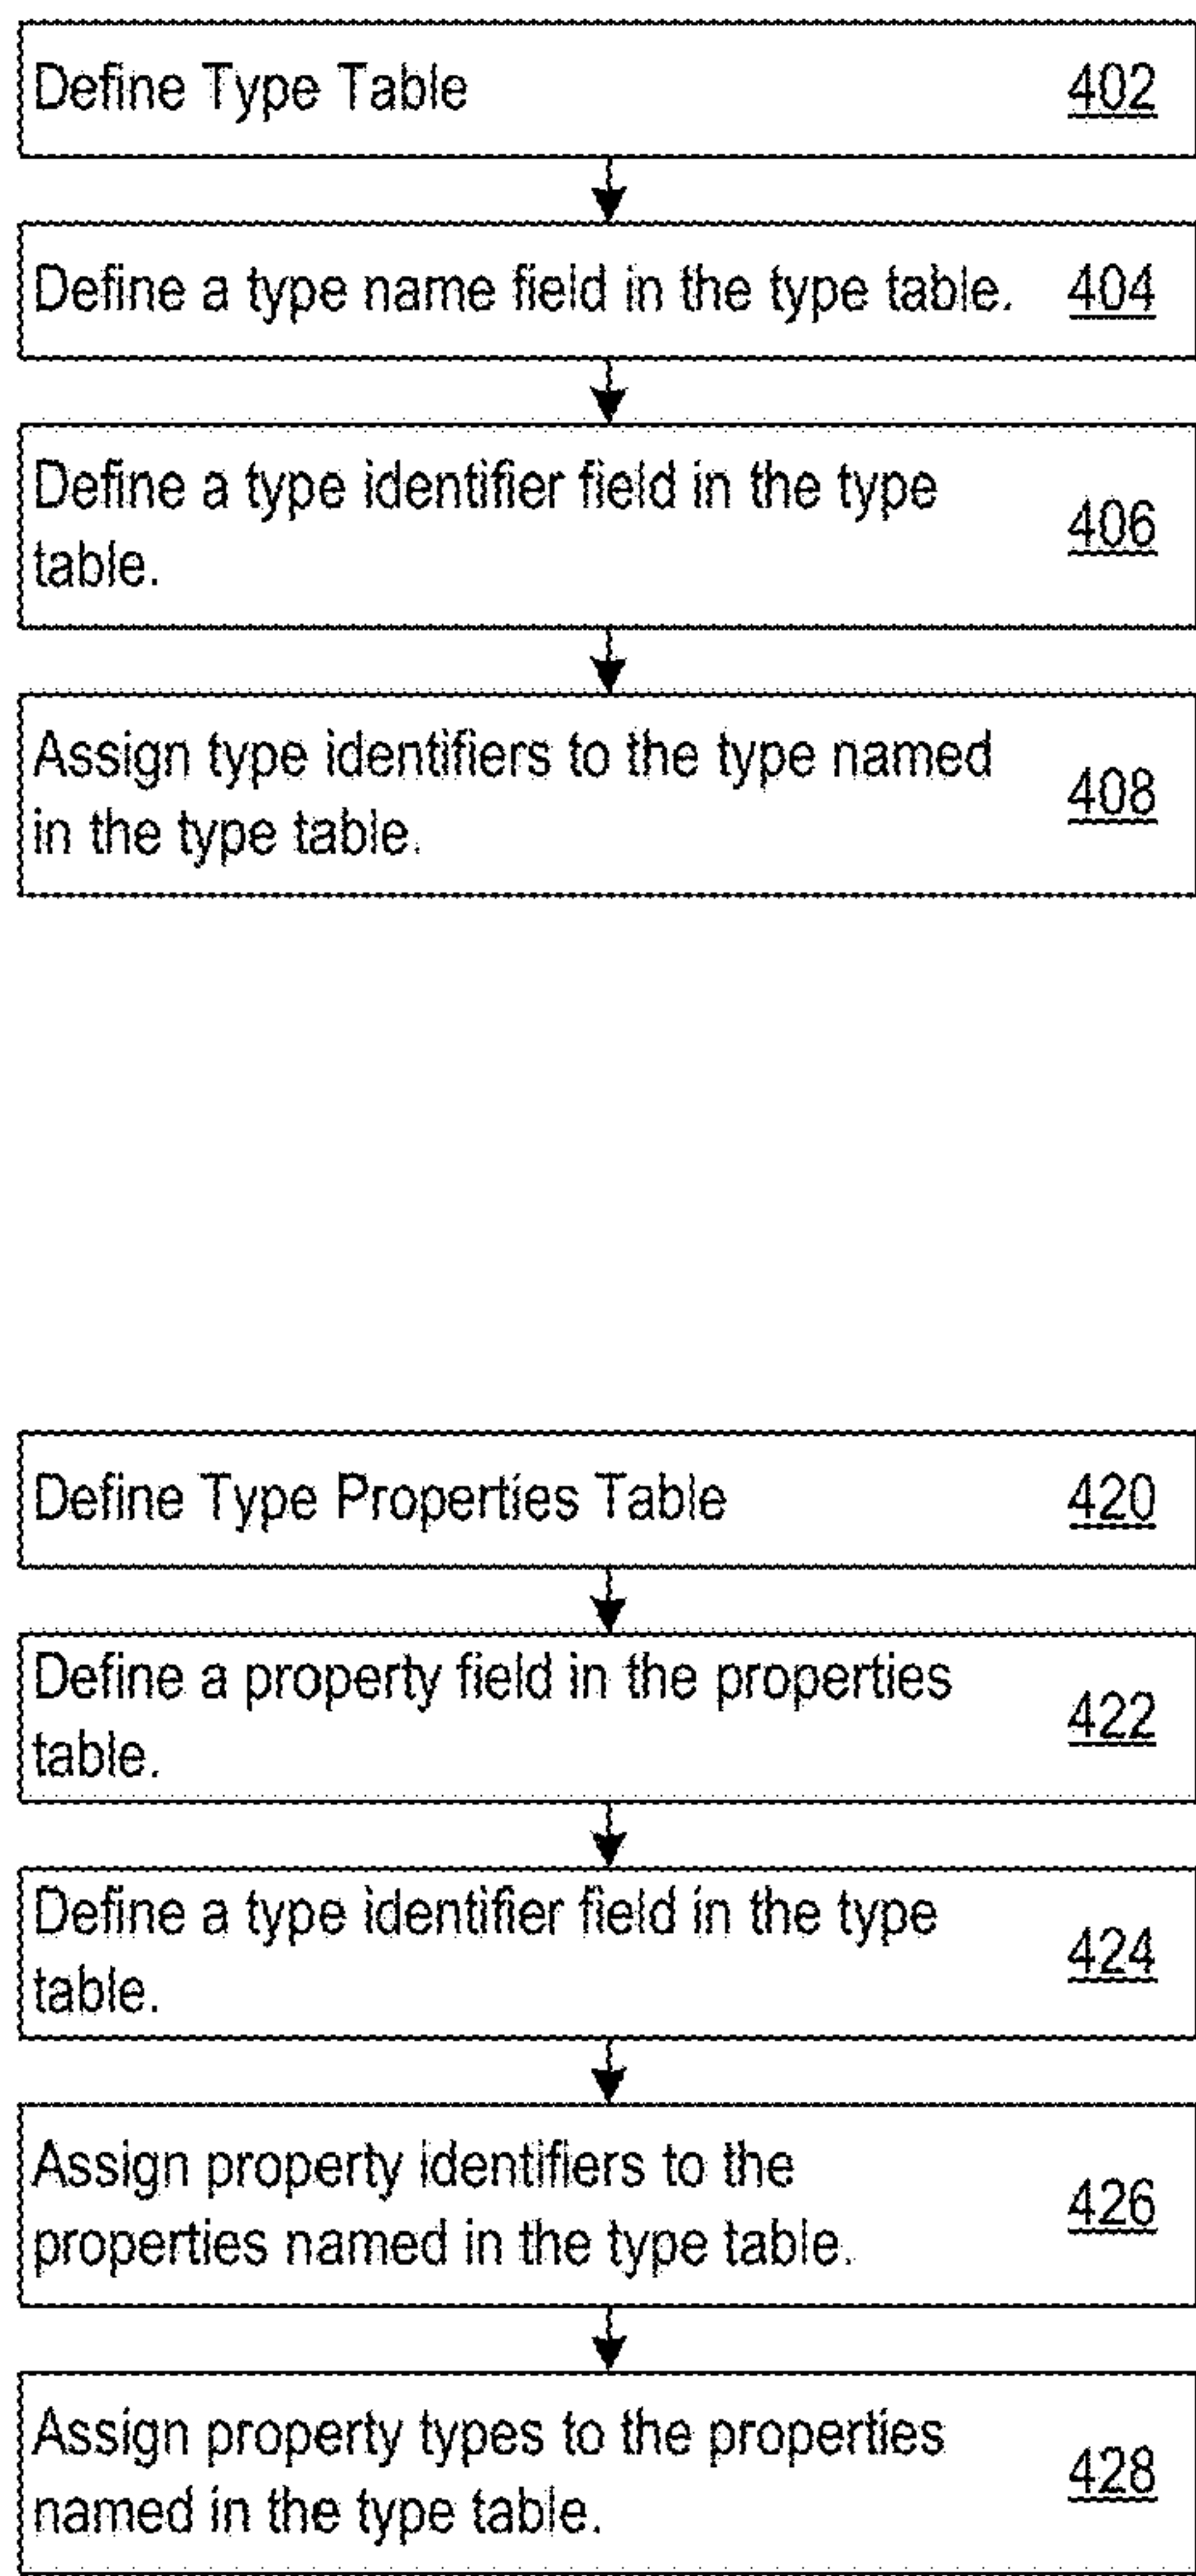 Define Type Table 402
Define a type name field in the type table. 404
Define a type identifier field in the type
table.
406
Assign type identifiers to the type named
in the type table.
408
Define Type Properties Table 420
Define a property field in the properties
table.
422
Define a type identifier field in the type
table.
424
Assign property identifiers to the
properties named in the type table.
426
Assign property types to the properties
named in the type table.
428